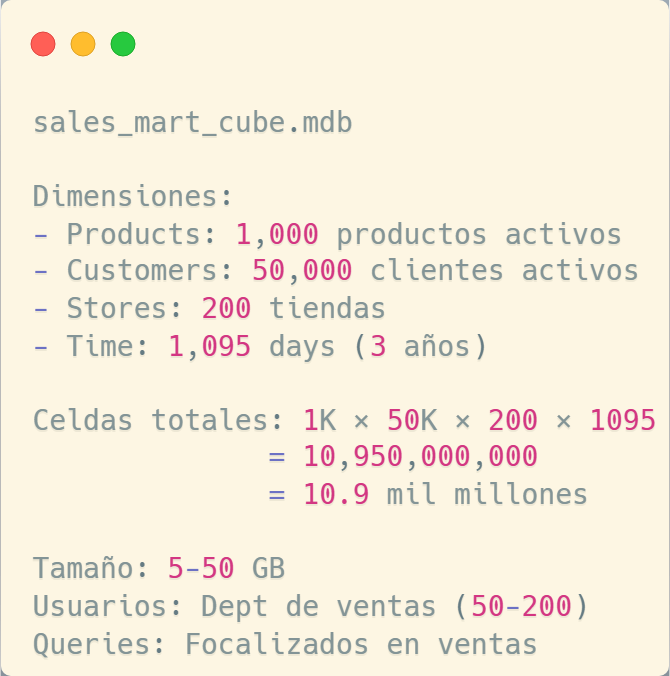 sales_mart_cube.mdb
Dimensiones:
- Products: 1,000 productos activos
- Customers: 50,000 clientes activos
- Stores: 200 tiendas
- Time: 1,095 days (3 años)
Celdas totales: 1K × 50K × 200 × 1095
= 10,950,000,000
= 10.9 mil millones
Tamaño: 5-50 GB
Usuarios: Dept de ventas (50-200)
Queries: Focalizados en ventas